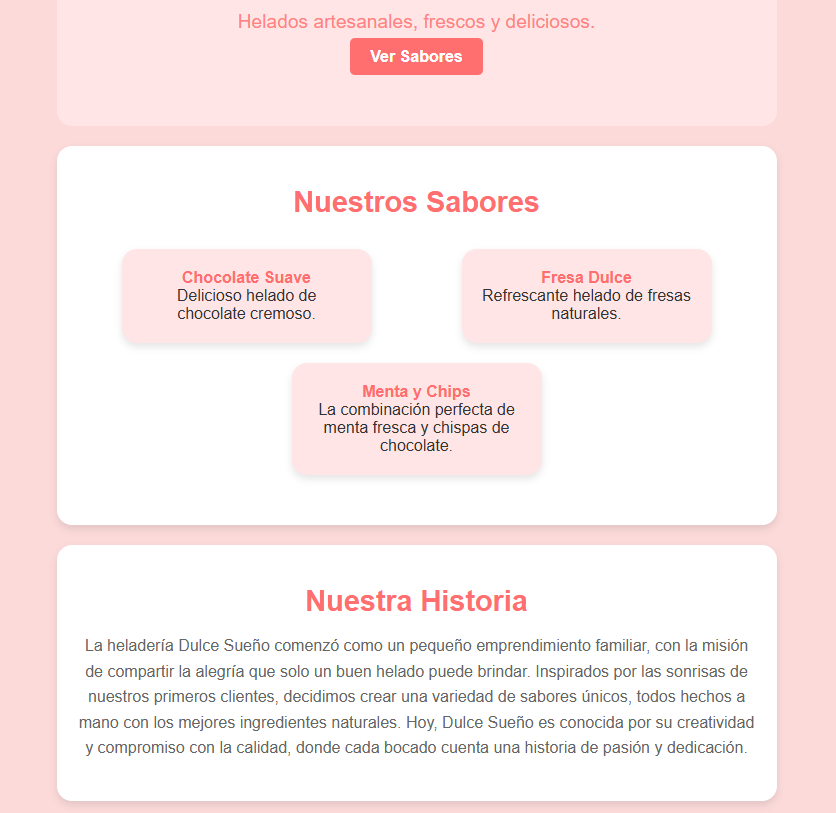 Helados artesanales, frescos y deliciosos.
Ver Sabores
Nuestros Sabores
Chocolate Suave
Delicioso helado de
chocolate cremoso.
Fresa Dulce
Refrescante helado de fresas
naturales.
Menta y Chips
La combinación perfecta de
menta fresca y chispas de
chocolate.
Nuestra Historia
La heladería Dulce Sueño comenzó como un pequeño emprendimiento familiar, con la misión
de compartir la alegría que solo un buen helado puede brindar. Inspirados por las sonrisas de
nuestros primeros clientes, decidimos crear una variedad de sabores únicos, todos hechos a
mano con los mejores ingredientes naturales. Hoy, Dulce Sueño es conocida por su creatividad
y compromiso con la calidad, donde cada bocado cuenta una historia de pasión y dedicación.